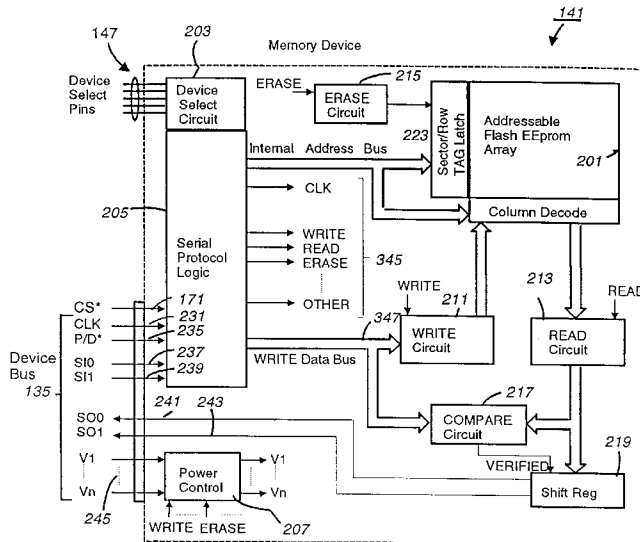 141
147
203
Memory Device
Device
Select
Pins
Device
Select
Circuit
ERASE
215
ERASE
Circuit
223
Sector/Row
TAG Latch
Addressable
Flash EEprom
Array
201
Internal Address Bus
205
CLK
Column Decode
Serial
Protocol
Logic
WRITE
READ
ERASE
345
OTHER
WRITE
211
213
READ
CS*
171
CLK
231
P/D*
235
347
WRITE
Circuit
READ
Circuit
Device
Bus
135
SI0
237
SI1
239
WRITE Data Bus
217
SO0
241
243
SO1
COMPARE
Circuit
219
VERIFIED
V1
Vn
245
Power
Control
V1
Vn
Shift Reg
WRITE ERASE
207